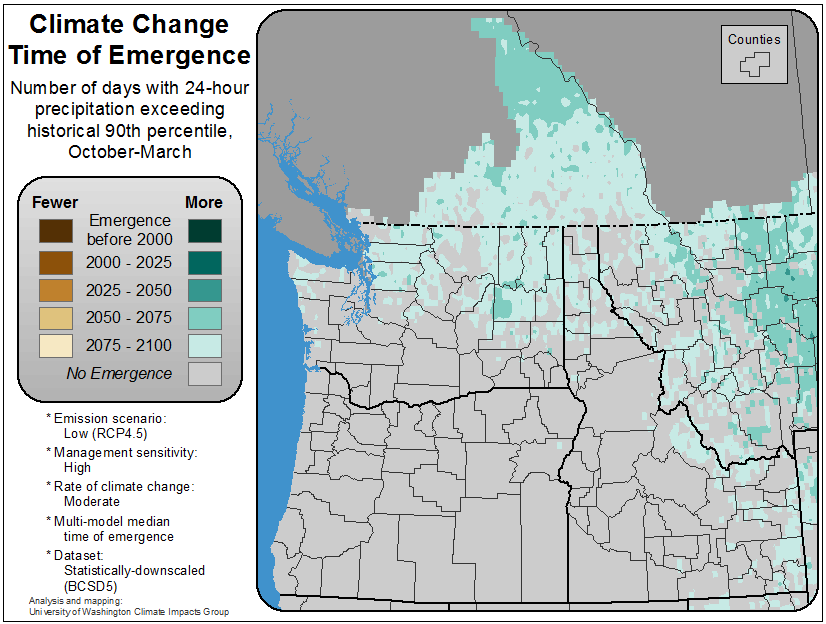 Climate Change
Time of Emergence
Number of days with 24-hour
precipitation exceeding
historical 90th percentile,
October-March
Fewer
More
Emergence
before 2000
2000 - 2025
2025 - 2050
2050 - 2075
2075 - 2100
No Emergence
* Emission scenario:
Low (RCP4.5)
* Management sensitivity:
High
* Rate of climate change:
Moderate
* Multi-model median
time of emergence
* Dataset:
Statistically-downscaled
(BCSD5)
Analysis and mapping:
University of Washington Climate Impacts Group
Counties